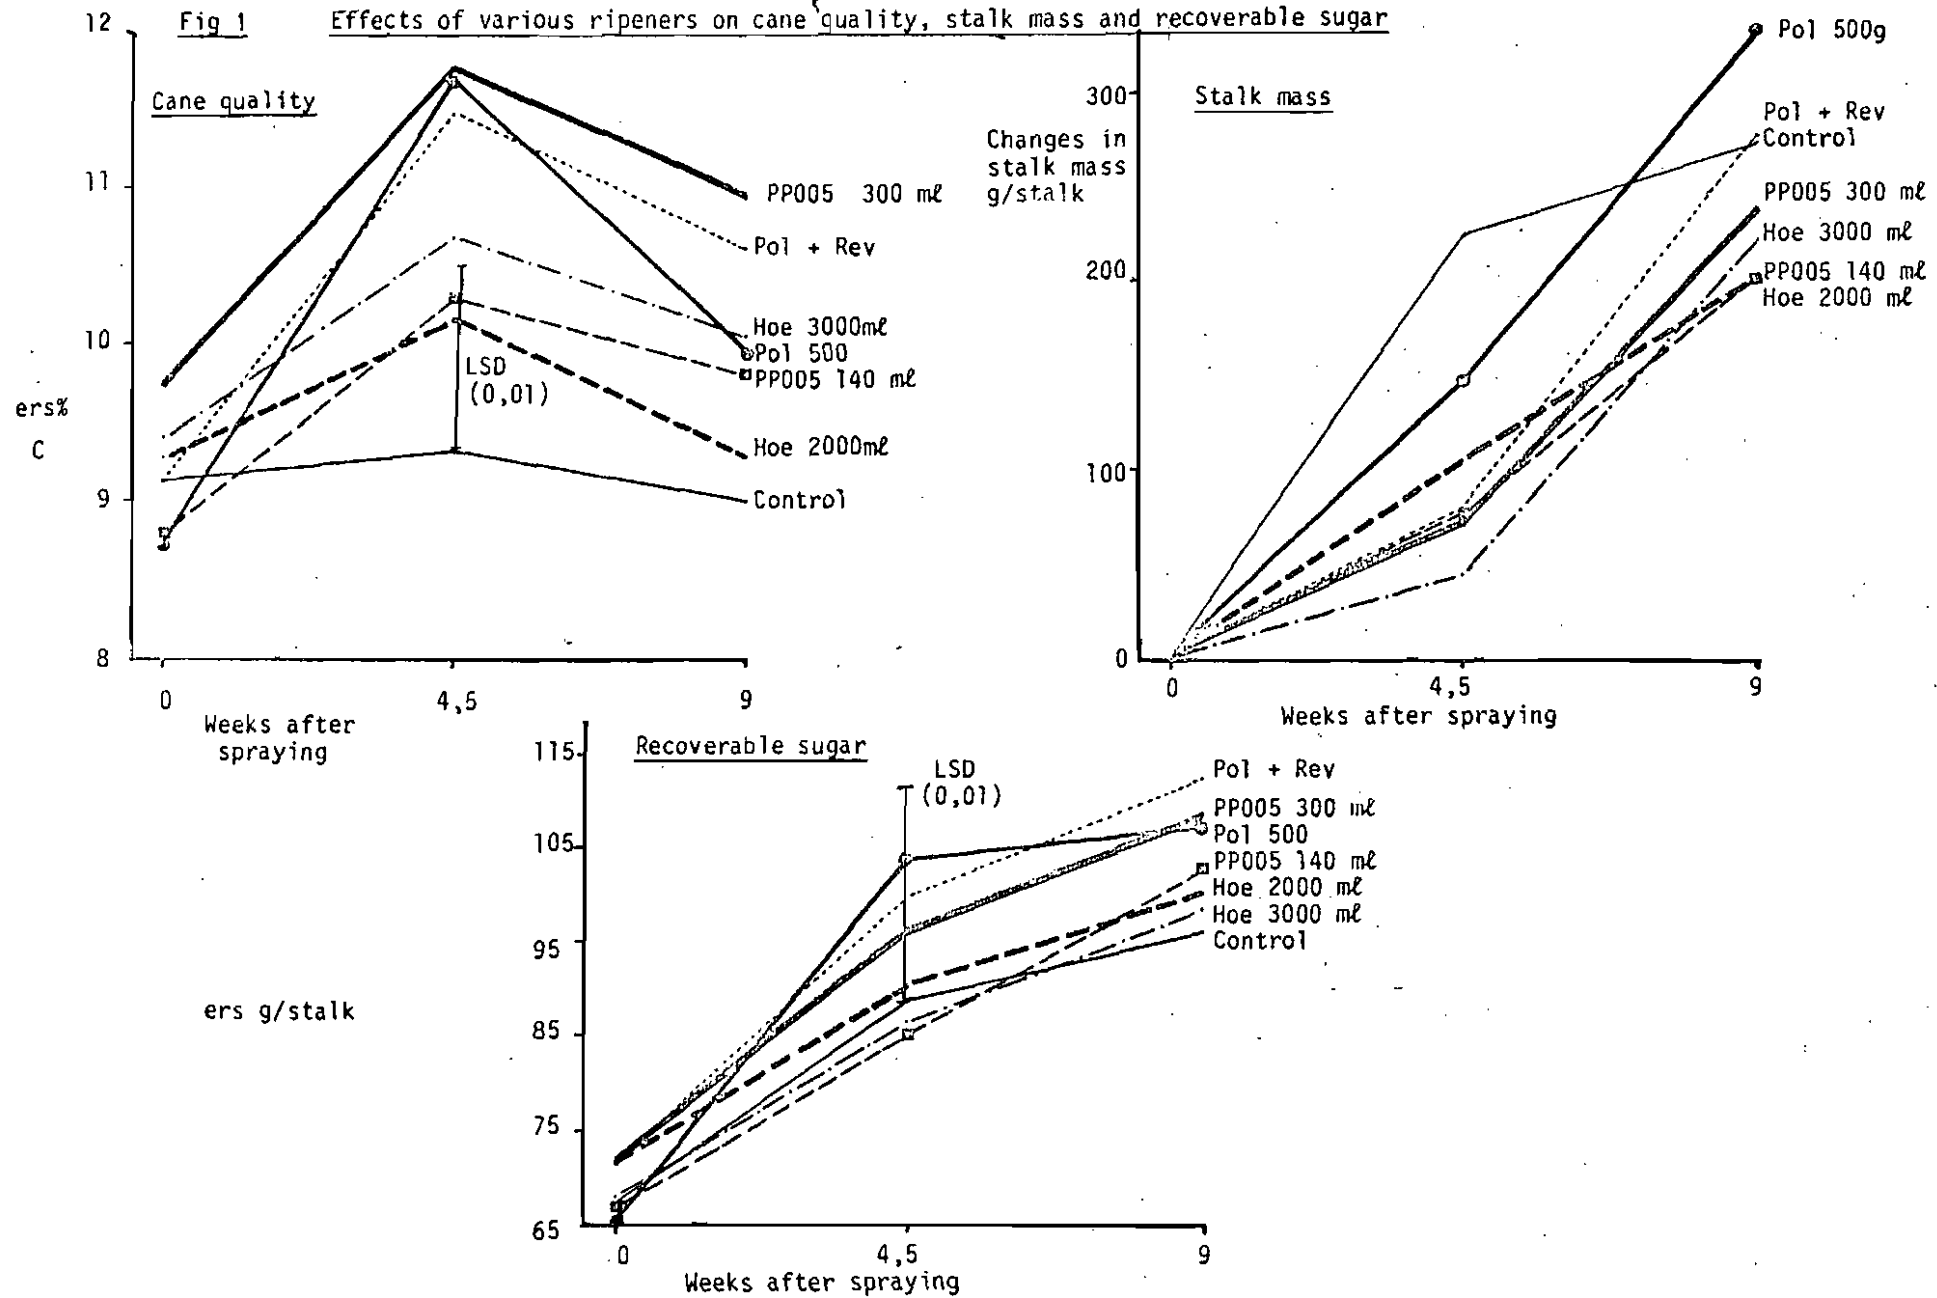 Fig 1 Effects of various ripeners on cane quality, stalk mass and recoverable sugar
Cane quality
12
11
10
9
8
ers%
C
PP005 300 mℓ
Pol + Rev
Hoe 3000mℓ
Pol 500
PP005 140 mℓ
Hoe 2000mℓ
Control
LSD
(0,01)
0 4,5 9
Weeks after
spraying
Stalk mass
Changes in
stalk mass
g/stalk
300
200
100
0
Pol 500g
Pol + Rev
Control
PP005 300 mℓ
Hoe 3000 mℓ
PP005 140 mℓ
Hoe 2000 mℓ
0 4,5 9
Weeks after spraying
Recoverable sugar
115
105
95
85
75
65
ers g/stalk
LSD
(0,01)
Pol + Rev
PP005 300 mℓ
Pol 500
PP005 140 mℓ
Hoe 2000 mℓ
Hoe 3000 mℓ
Control
0 4,5 9
Weeks after spraying